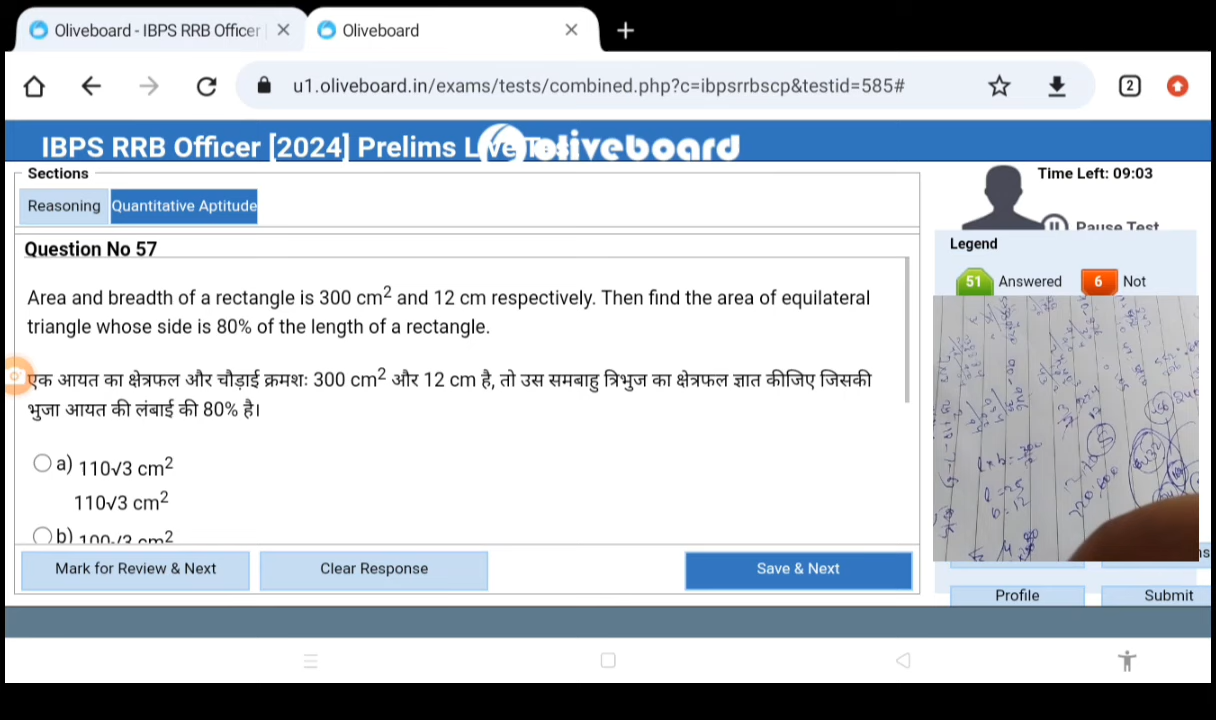 Oliveboard - IBPS RRB Officer
Oliveboard
u1.oliveboard.in/exams/tests/combined.php?c=ibpsrrbscp&testid=585#
2
IBPS RRB Officer [2024] Prelims Live Test
oliveboard
Sections
Reasoning Quantitative Aptitude
Time Left: 09:03
Pause Test
Question No 57
Legend
51 Answered 6 Not
Area and breadth of a rectangle is 300 cm² and 12 cm respectively. Then find the area of equilateral
triangle whose side is 80% of the length of a rectangle.
एक आयत का क्षेत्रफल और चौड़ाई क्रमशः 300 cm² और 12 cm है, तो उस समबाहु त्रिभुज का क्षेत्रफल ज्ञात कीजिए जिसकी
भुजा आयत की लंबाई की 80% है।
a) 110√3 cm²
110√3 cm²
b) 100√3 cm²
Mark for Review & Next Clear Response Save & Next
Profile Submit